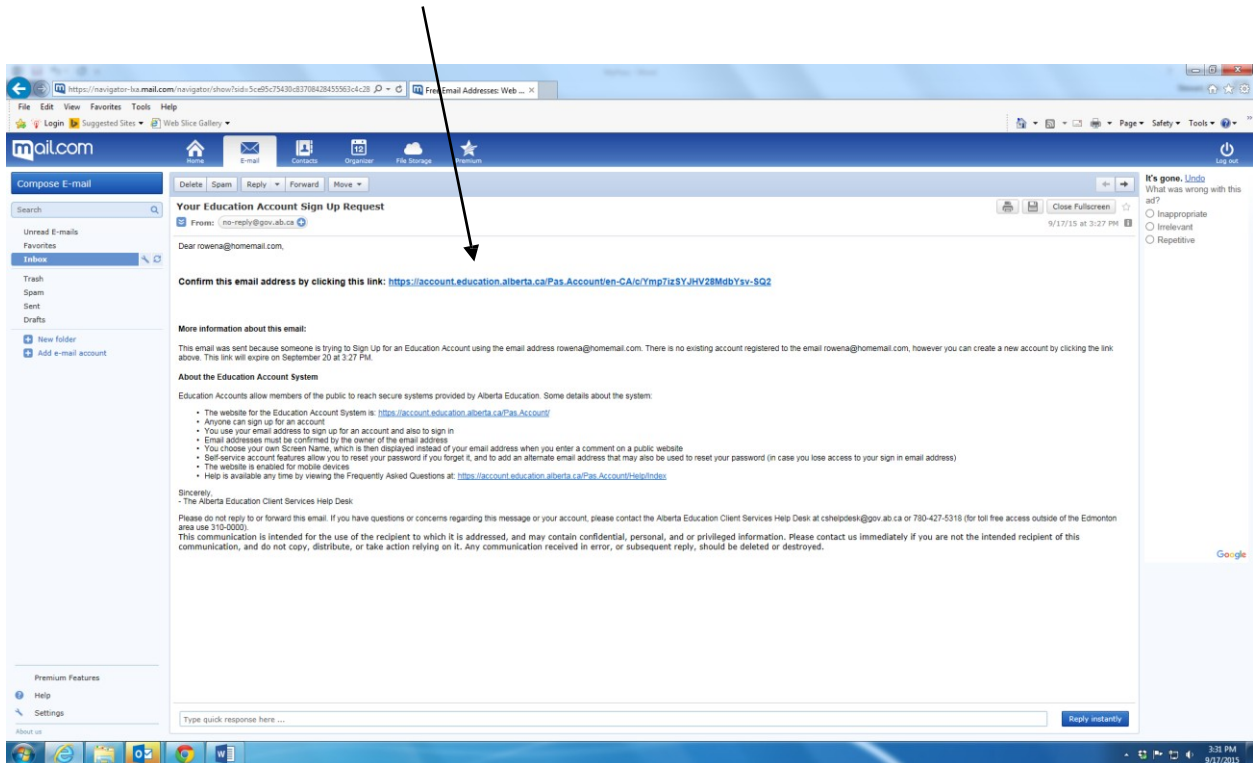 https://navigator-lxa.mail.com/navigator/show?sid=5ce95c75430c83708428455563c4c28
Free Email Addresses: Web ...
File Edit View Favorites Tools Help
Login Suggested Sites Web Slice Gallery
Page Safety Tools
mail.com
Home E-mail Contacts Organizer File Storage Premium
12
Log out
Compose E-mail
Delete Spam Reply Forward Move
It's gone. Undo
What was wrong with this ad?
Inappropriate
Irrelevant
Repetitive
Search
Unread E-mails
Favorites
Inbox
Trash
Spam
Sent
Drafts
New folder
Add e-mail account
Your Education Account Sign Up Request
Close Fullscreen
From: no-reply@gov.ab.ca
9/17/15 at 3:27 PM
Dear rowena@homemail.com,
Confirm this email address by clicking this link: https://account.education.alberta.ca/Pas.Account/en-CA/c/Ymp7izSYJHV28MdbYsv-SQ2
More information about this email:
This email was sent because someone is trying to Sign Up for an Education Account using the email address rowena@homemail.com. There is no existing account registered to the email rowena@homemail.com, however you can create a new account by clicking the link
above. This link will expire on September 20 at 3:27 PM.
About the Education Account System
Education Accounts allow members of the public to reach secure systems provided by Alberta Education. Some details about the system:
• The website for the Education Account System is: https://account.education.alberta.ca/Pas.Account/
• Anyone can sign up for an account
• You use your email address to sign up for an account and also to sign in
• Email addresses must be confirmed by the owner of the email address
• You choose your own Screen Name, which is then displayed instead of your email address when you enter a comment on a public website
• Self-service account features allow you to reset your password if you forget it, and to add an alternate email address that may also be used to reset your password (in case you lose access to your sign in email address)
• The website is enabled for mobile devices
• Help is available any time by viewing the Frequently Asked Questions at: https://account.education.alberta.ca/Pas.Account/Help/Index
Sincerely,
- The Alberta Education Client Services Help Desk
Please do not reply to or forward this email. If you have questions or concerns regarding this message or your account, please contact the Alberta Education Client Services Help Desk at cshelpdesk@gov.ab.ca or 780-427-5318 (for toll free access outside of the Edmonton
area use 310-0000).
This communication is intended for the use of the recipient to which it is addressed, and may contain confidential, personal, and or privileged information. Please contact us immediately if you are not the intended recipient of this
communication, and do not copy, distribute, or take action relying on it. Any communication received in error, or subsequent reply, should be deleted or destroyed.
Google
Premium Features
Help
Settings
About us
Type quick response here ...
Reply instantly
3:31 PM
9/17/2015